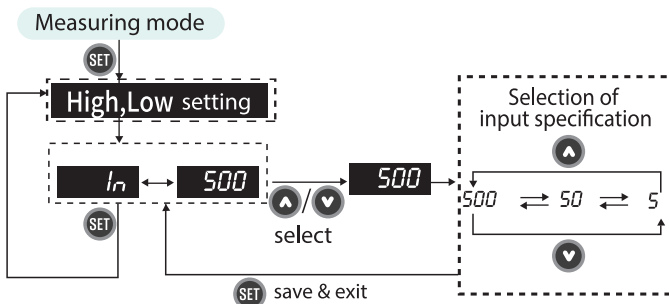 Measuring mode
SET
High,Low setting
In 500
SET
/
select
500
SET save & exit
Selection of
input specification
500 50 5